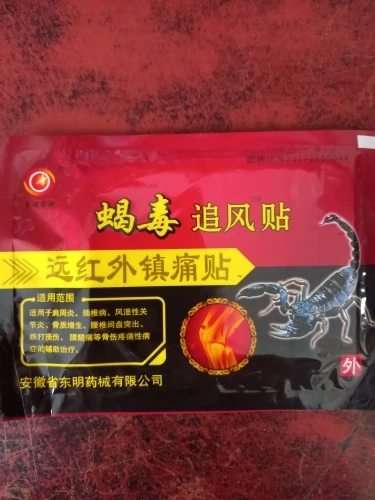 蝎毒 追风贴
TM
远红外镇痛贴
适用范围
适用于肩周炎、颈椎病、风湿性关
节炎、骨质增生、腰椎间盘突出、
跌打损伤、腰腿痛等骨伤疼痛性病
症的辅助治疗。
安徽省东明药械有限公司
外